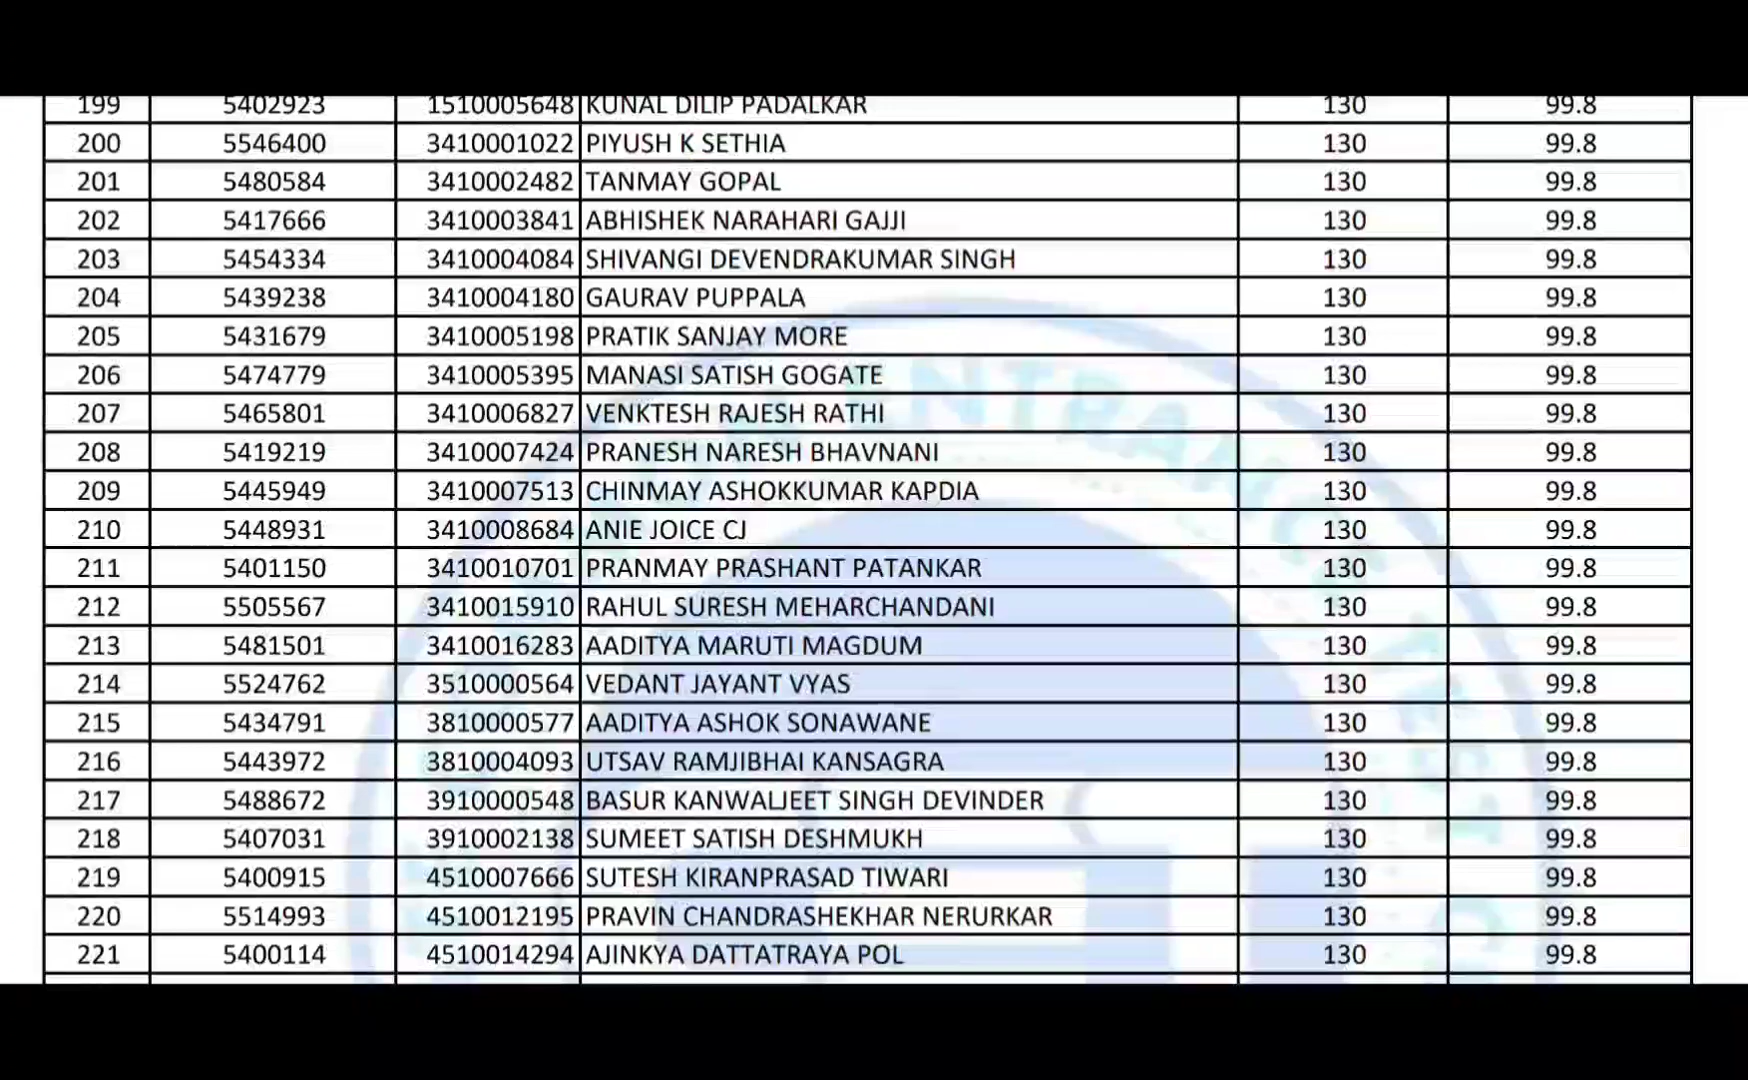 199 5402923 1510005648 KUNAL DILIP PADALKAR 130 99.8
200 5546400 3410001022 PIYUSH K SETHIA 130 99.8
201 5480584 3410002482 TANMAY GOPAL 130 99.8
202 5417666 3410003841 ABHISHEK NARAHARI GAJJI 130 99.8
203 5454334 3410004084 SHIVANGI DEVENDRAKUMAR SINGH 130 99.8
204 5439238 3410004180 GAURAV PUPPALA 130 99.8
205 5431679 3410005198 PRATIK SANJAY MORE 130 99.8
206 5474779 3410005395 MANASI SATISH GOGATE 130 99.8
207 5465801 3410006827 VENKTESH RAJESH RATHI 130 99.8
208 5419219 3410007424 PRANESH NARESH BHAVNANI 130 99.8
209 5445949 3410007513 CHINMAY ASHOKKUMAR KAPDIA 130 99.8
210 5448931 3410008684 ANIE JOICE CJ 130 99.8
211 5401150 3410010701 PRANMAY PRASHANT PATANKAR 130 99.8
212 5505567 3410015910 RAHUL SURESH MEHARCHANDANI 130 99.8
213 5481501 3410016283 AADITYA MARUTI MAGDUM 130 99.8
214 5524762 3510000564 VEDANT JAYANT VYAS 130 99.8
215 5434791 3810000577 AADITYA ASHOK SONAWANE 130 99.8
216 5443972 3810004093 UTSAV RAMJIBHAI KANSAGRA 130 99.8
217 5488672 3910000548 BASUR KANWALJEET SINGH DEVINDER 130 99.8
218 5407031 3910002138 SUMEET SATISH DESHMUKH 130 99.8
219 5400915 4510007666 SUTESH KIRANPRASAD TIWARI 130 99.8
220 5514993 4510012195 PRAVIN CHANDRASHEKHAR NERURKAR 130 99.8
221 5400114 4510014294 AJINKYA DATTATRAYA POL 130 99.8
ENTRANCE TEST